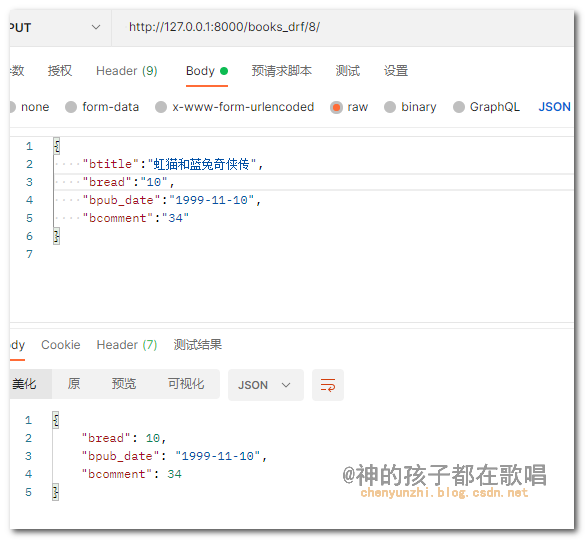 PUT http://127.0.0.1:8000/books_drf/8/
参数 授权 Header (9) Body 预请求脚本 测试 设置
none form-data x-www-form-urlencoded raw binary GraphQL JSON
1 {
2 "btitle":"虹猫和蓝兔奇侠传",
3 "bread":"10",
4 "bpub_date":"1999-11-10",
5 "bcomment":"34"
6 }
7
ody Cookie Header (7) 测试结果
美化 原 预览 可视化 JSON
1 {
2 "bread": 10,
3 "bpub_date": "1999-11-10",
4 "bcomment": 34
5 }
@神的孩子都在歌唱
chenyunzhi.blog.csdn.net